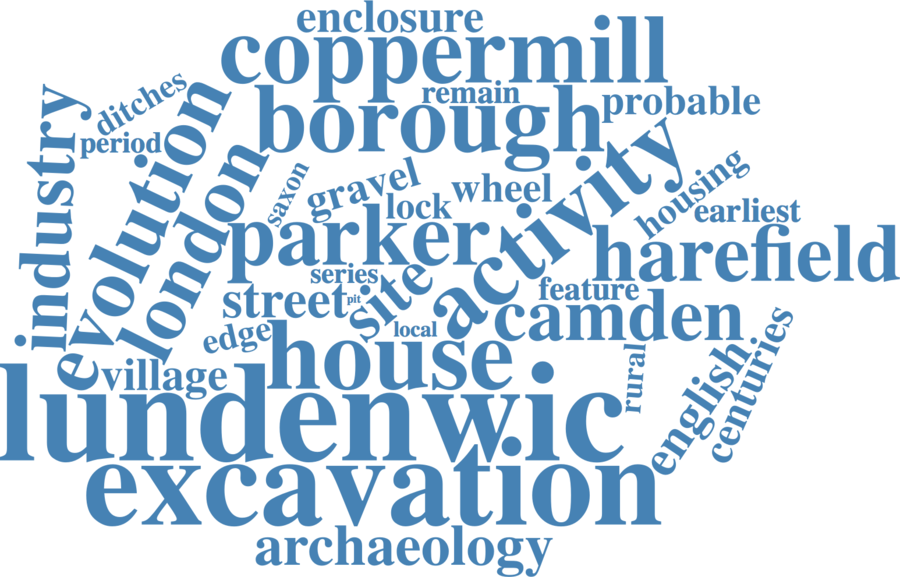 enclosure
coppermill
remain
borough
probable
ditches
period
industry
evolution
london
saxon
gravel
lock
wheel
activity
housing
earliest
parker
harefield
series
street
pit
site
feature
camden
edge
local
house
village
rural
english
centuries
lundenwic
excavation
archaeology